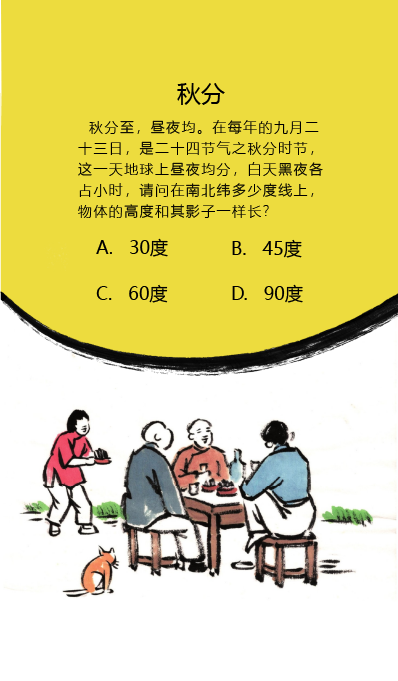 秋分
秋分至，昼夜均。在每年的九月二
十三日，是二十四节气之秋分时节，
这一天地球上昼夜均分，白天黑夜各
占小时，请问在南北纬多少度线上，
物体的高度和其影子一样长？
A. 30度 B. 45度
C. 60度 D. 90度